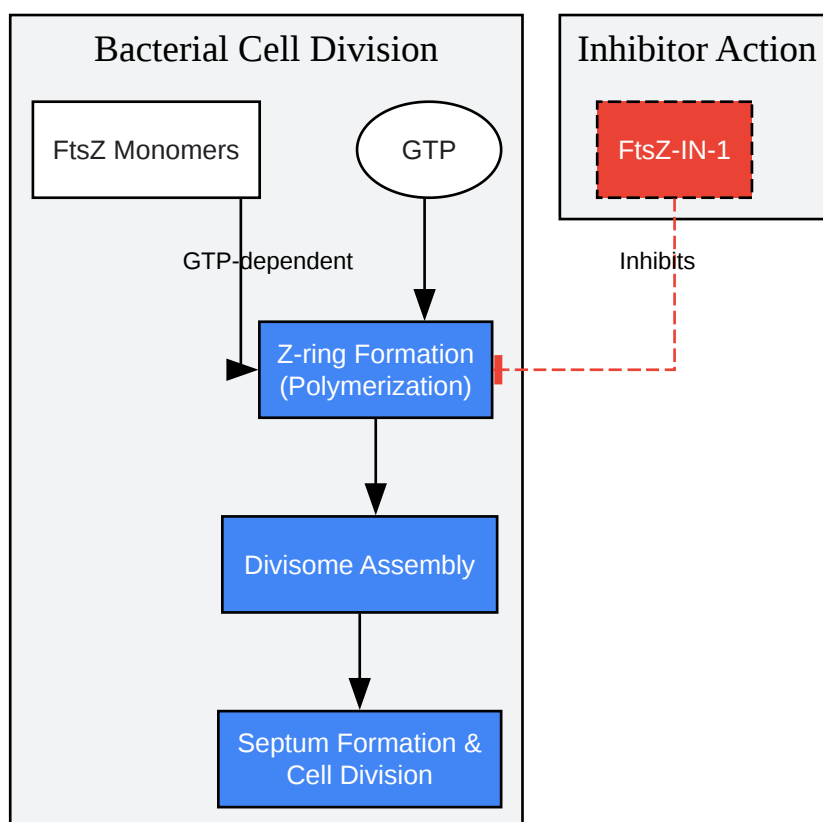 Bacterial Cell Division
Inhibitor Action
FtsZ Monomers
GTP
FtsZ-IN-1
GTP-dependent
Inhibits
Z-ring Formation
(Polymerization)
Divisome Assembly
Septum Formation &
Cell Division